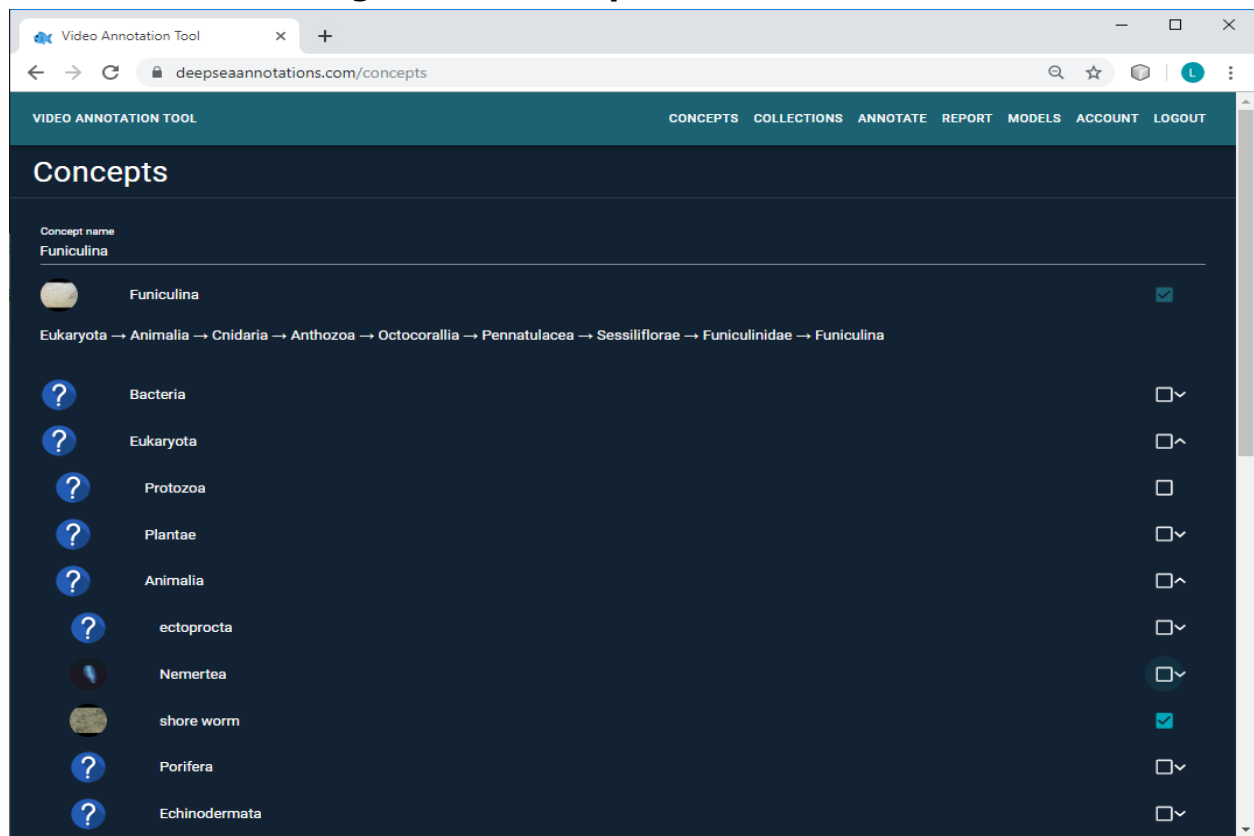 Video Annotation Tool
deepseaannotations.com/concepts
L
VIDEO ANNOTATION TOOL CONCEPTS COLLECTIONS ANNOTATE REPORT MODELS ACCOUNT LOGOUT
Concepts
Concept name
Funiculina
Funiculina
Eukaryota → Animalia → Cnidaria → Anthozoa → Octocorallia → Pennatulacea → Sessiliflorae → Funiculinidae → Funiculina
? Bacteria
? Eukaryota
? Protozoa
? Plantae
? Animalia
? ectoprocta
Nemertea
shore worm
? Porifera
? Echinodermata